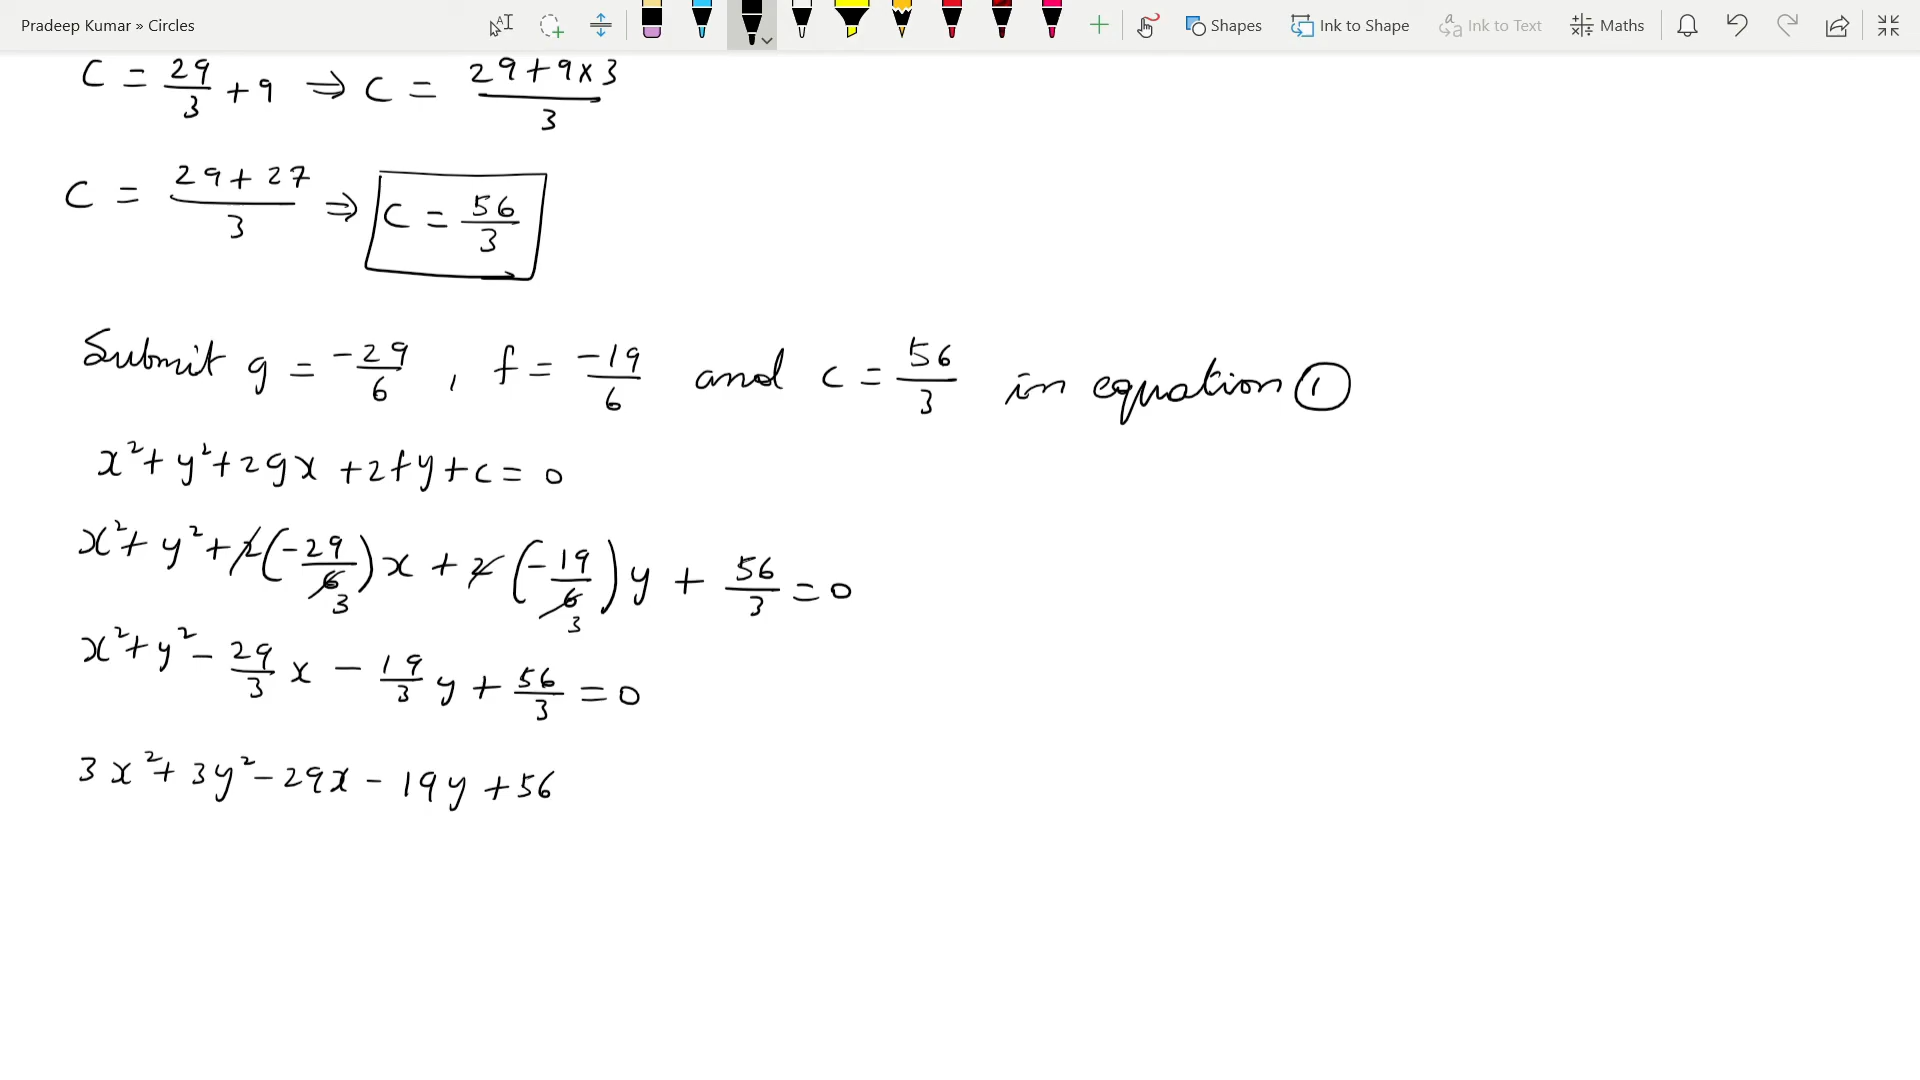 Pradeep Kumar » Circles Shapes Ink to Shape Ink to Text Maths
C = 29/3 + 9 ⇒ C = (29+9×3)/3
C = (29+27)/3 ⇒ C = 56/3
Submit g = -29/6 , f = -19/6 and c = 56/3 in equation ①
x²+y²+2gx+2fy+c=0
x²+y²+2(-29/6)x+2(-19/6)y+56/3=0
3 3
x²+y²-29/3 x-19/3 y+56/3=0
3x²+3y²-29x-19y+56